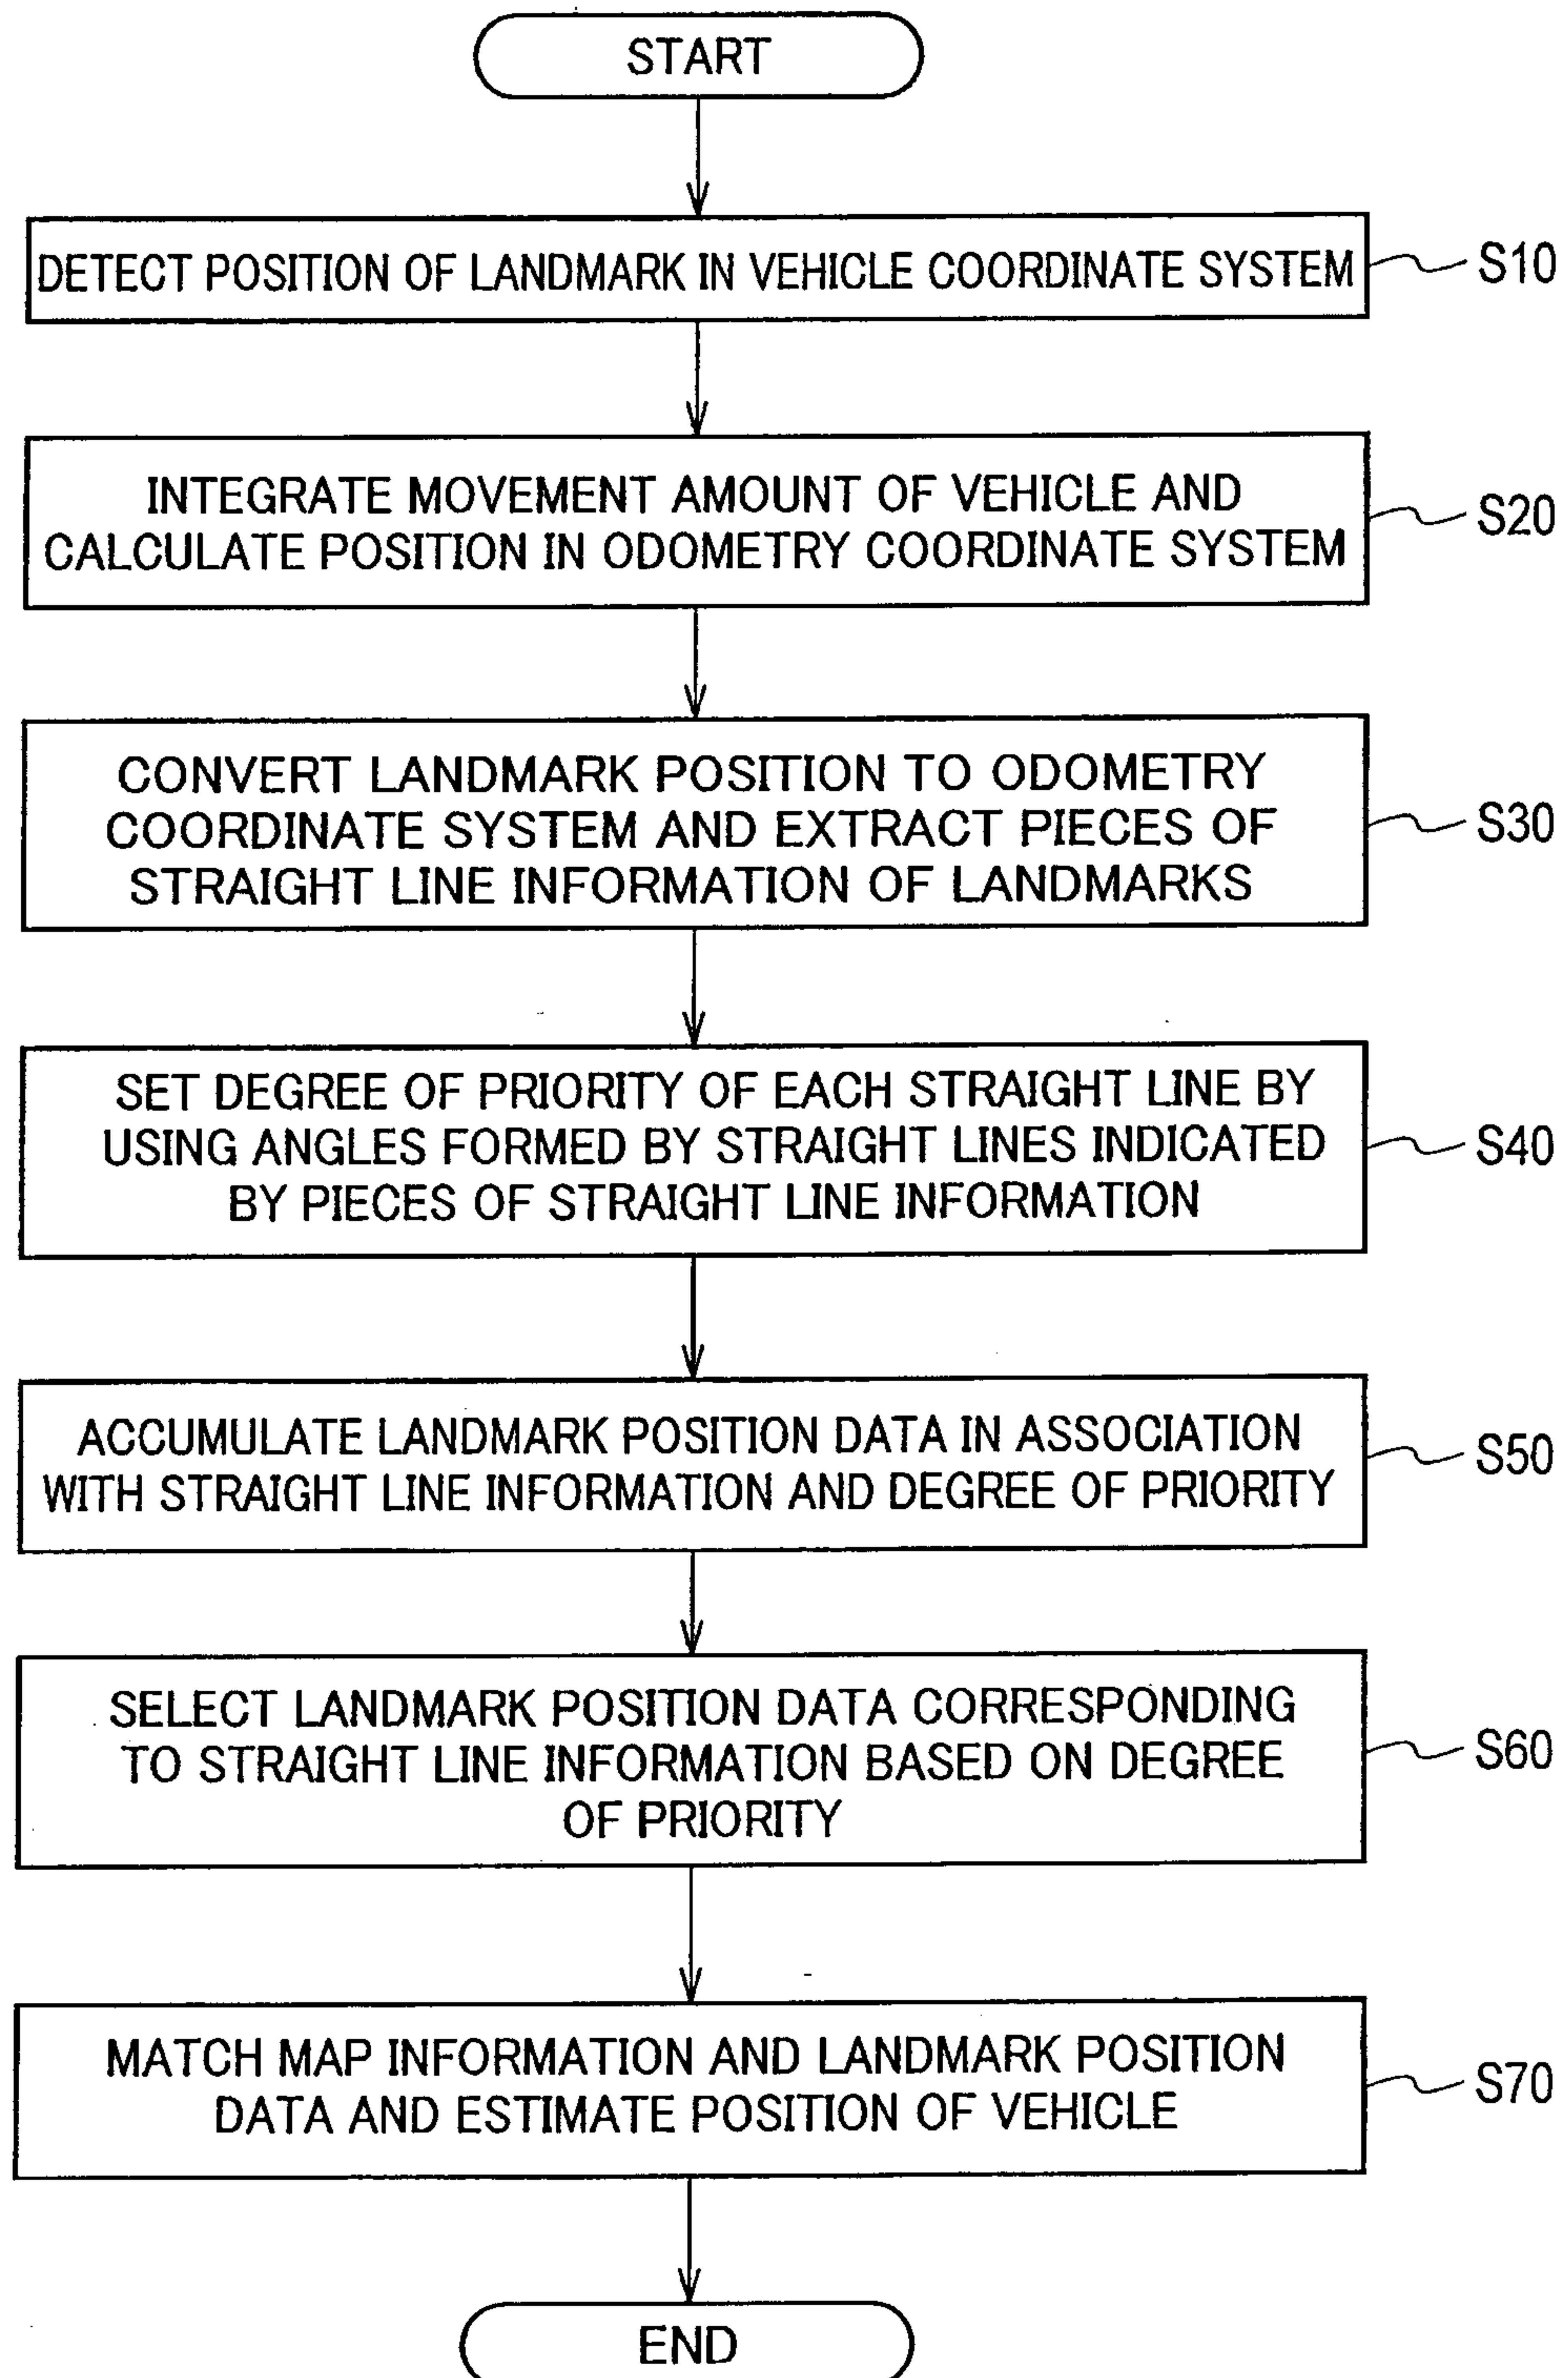 START
DETECT POSITION OF LANDMARK IN VEHICLE COORDINATE SYSTEM
S10
INTEGRATE MOVEMENT AMOUNT OF VEHICLE AND
CALCULATE POSITION IN ODOMETRY COORDINATE SYSTEM
S20
CONVERT LANDMARK POSITION TO ODOMETRY
COORDINATE SYSTEM AND EXTRACT PIECES OF
STRAIGHT LINE INFORMATION OF LANDMARKS
S30
SET DEGREE OF PRIORITY OF EACH STRAIGHT LINE BY
USING ANGLES FORMED BY STRAIGHT LINES INDICATED
BY PIECES OF STRAIGHT LINE INFORMATION
S40
ACCUMULATE LANDMARK POSITION DATA IN ASSOCIATION
WITH STRAIGHT LINE INFORMATION AND DEGREE OF PRIORITY
S50
SELECT LANDMARK POSITION DATA CORRESPONDING
TO STRAIGHT LINE INFORMATION BASED ON DEGREE
OF PRIORITY
S60
MATCH MAP INFORMATION AND LANDMARK POSITION
DATA AND ESTIMATE POSITION OF VEHICLE
S70
END